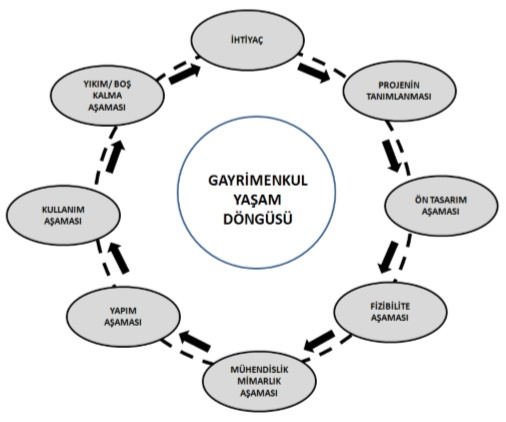 İHTİYAÇ
PROJENİN
TANIMLANMASI
ÖN TASARIM
AŞAMASI
FİZİBİLİTE
AŞAMASI
MÜHENDİSLİK
MİMARLIK
AŞAMASI
YAPIM
AŞAMASI
KULLANIM
AŞAMASI
YIKIM/ BOŞ
KALMA
AŞAMASI
GAYRİMENKUL
YAŞAM
DÖNGÜSÜ